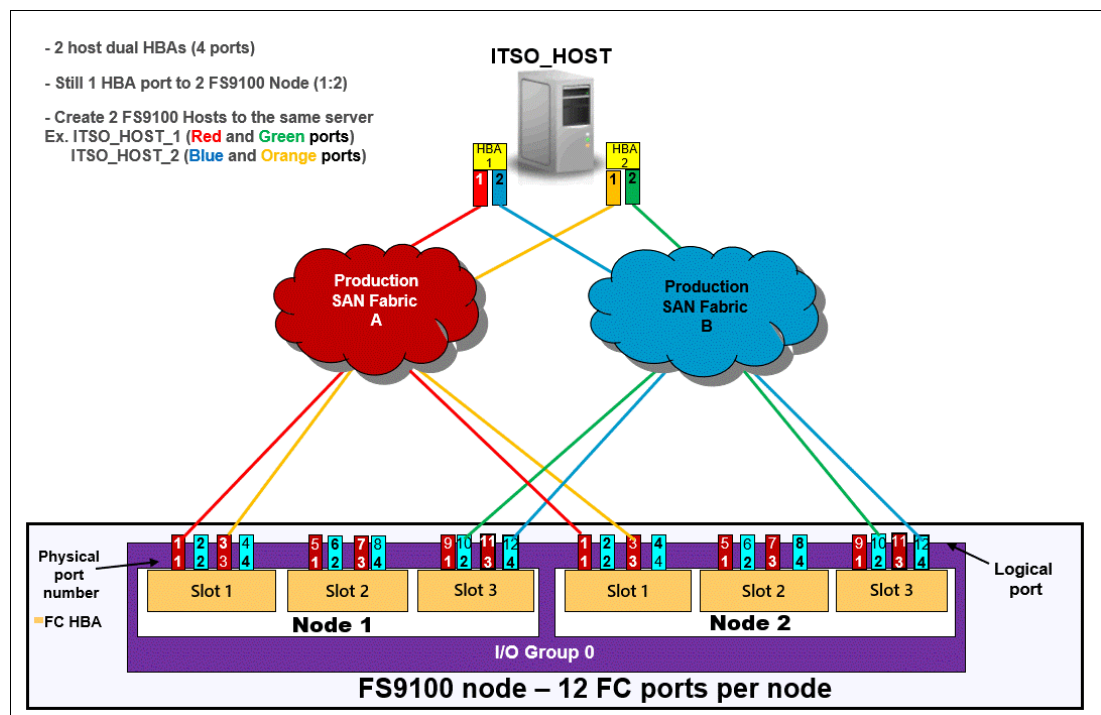 - 2 host dual HBAs (4 ports)
- Still 1 HBA port to 2 FS9100 Node (1:2)
- Create 2 FS9100 Hosts to the same server
Ex. ITSO_HOST_1 (Red and Green ports)
ITSO_HOST_2 (Blue and Orange ports)
ITSO_HOST
HBA
1
HBA
2
1 2
1 2
Production
SAN Fabric
A
Production
SAN Fabric
B
Physical
port
number
1 2 3 4 5 6 7 8 9 10 11 12 1 2 3 4 5 6 7 8 9 10 11 12
1 2 3 4 1 2 3 4 1 2 3 4 1 2 3 4 1 2 3 4 1 2 3 4
Logical
port
Slot 1 Slot 2 Slot 3 Slot 1 Slot 2 Slot 3
FC HBA
Node 1 Node 2
I/O Group 0
FS9100 node – 12 FC ports per node